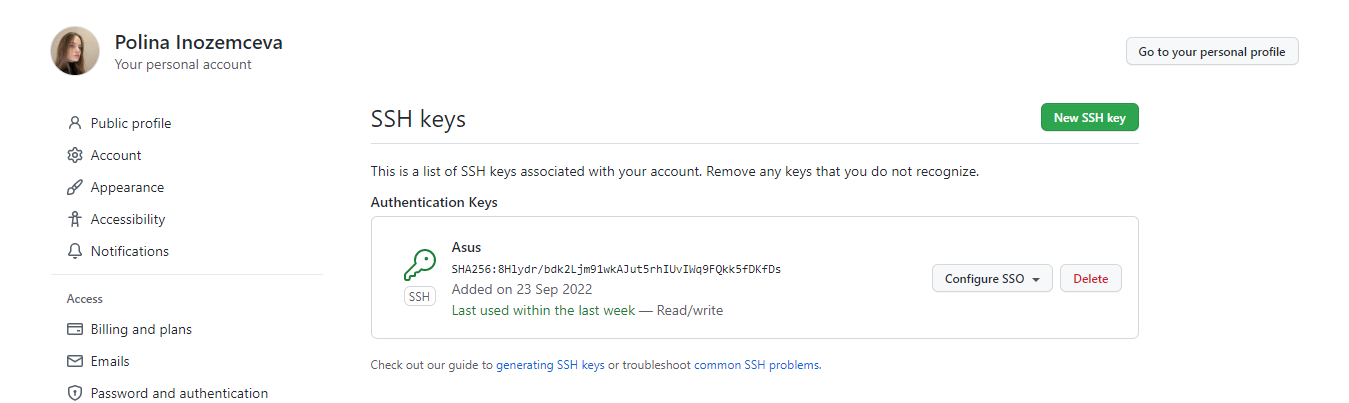 Polina Inozemceva
Your personal account
Go to your personal profile
Public profile
Account
Appearance
Accessibility
Notifications
Access
Billing and plans
Emails
Password and authentication
SSH keys
New SSH key
This is a list of SSH keys associated with your account. Remove any keys that you do not recognize.
Authentication Keys
Asus
SHA256:8Hlydr/bdk2Ljm91wkAJut5rhIUvIWq9FQkk5fDKfDs
SSH
Added on 23 Sep 2022
Last used within the last week — Read/write
Configure SSO
Delete
Check out our guide to generating SSH keys or troubleshoot common SSH problems.